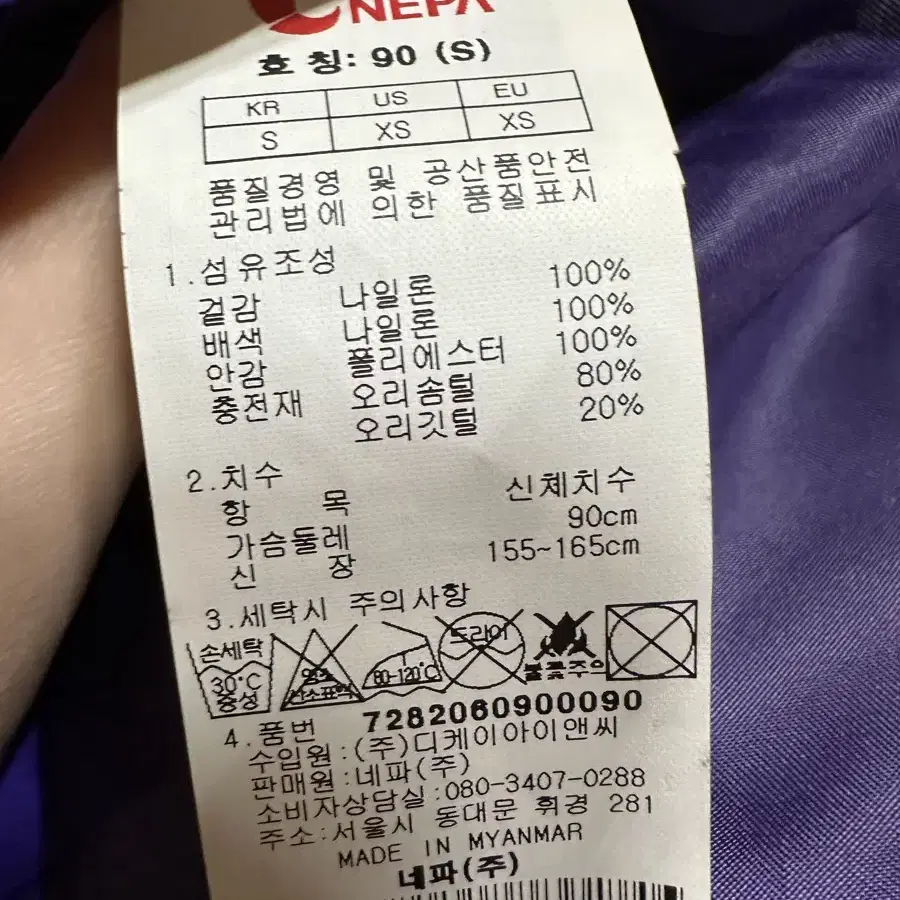 NEPA
호 칭: 90 (S)
KR US EU
S XS XS
품질경영 및 공산품안전
관리법에 의한 품질표시
1.섬유조성
겉감 나일론 100%
배색 나일론 100%
안감 폴리에스터 100%
충전재 오리솜털 80%
오리깃털 20%
2.치수
항 목 신체치수
가슴둘레 90cm
신 장 155~165cm
3.세탁시 주의사항
손세탁 30°C 중성 염소 산소표백 80-120°C 드라이 불꽃주의
4.품번 7282060900090
수입원:(주)디케이아이앤씨
판매원:네파(주)
소비자상담실:080-3407-0288
주소:서울시 동대문 휘경 281
MADE IN MYANMAR
네파(주)